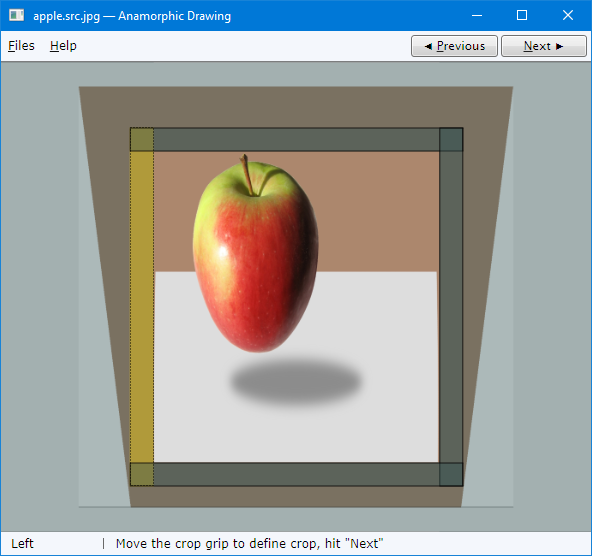 apple.src.jpg — Anamorphic Drawing
Files Help ◄ Previous Next ►
Left | Move the crop grip to define crop, hit "Next"